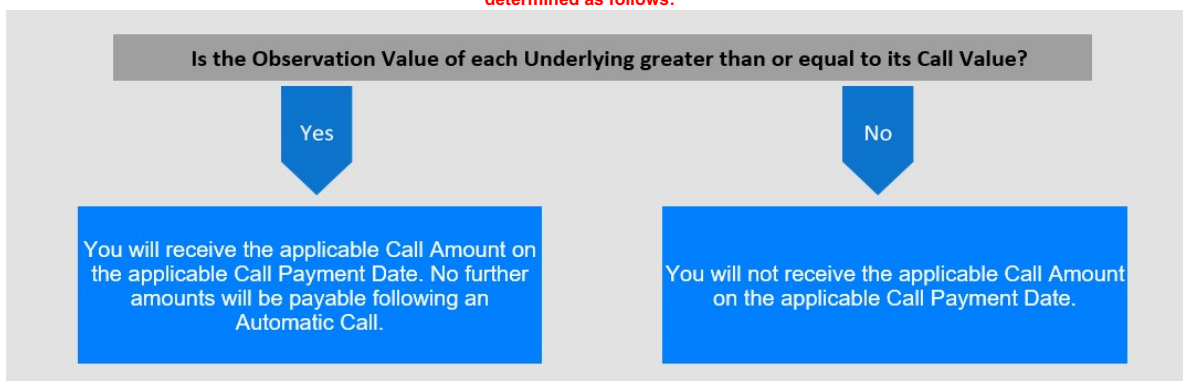 determined as follows:
Is the Observation Value of each Underlying greater than or equal to its Call Value?
Yes
No
You will receive the applicable Call Amount on
the applicable Call Payment Date. No further
amounts will be payable following an
Automatic Call.
You will not receive the applicable Call Amount
on the applicable Call Payment Date.